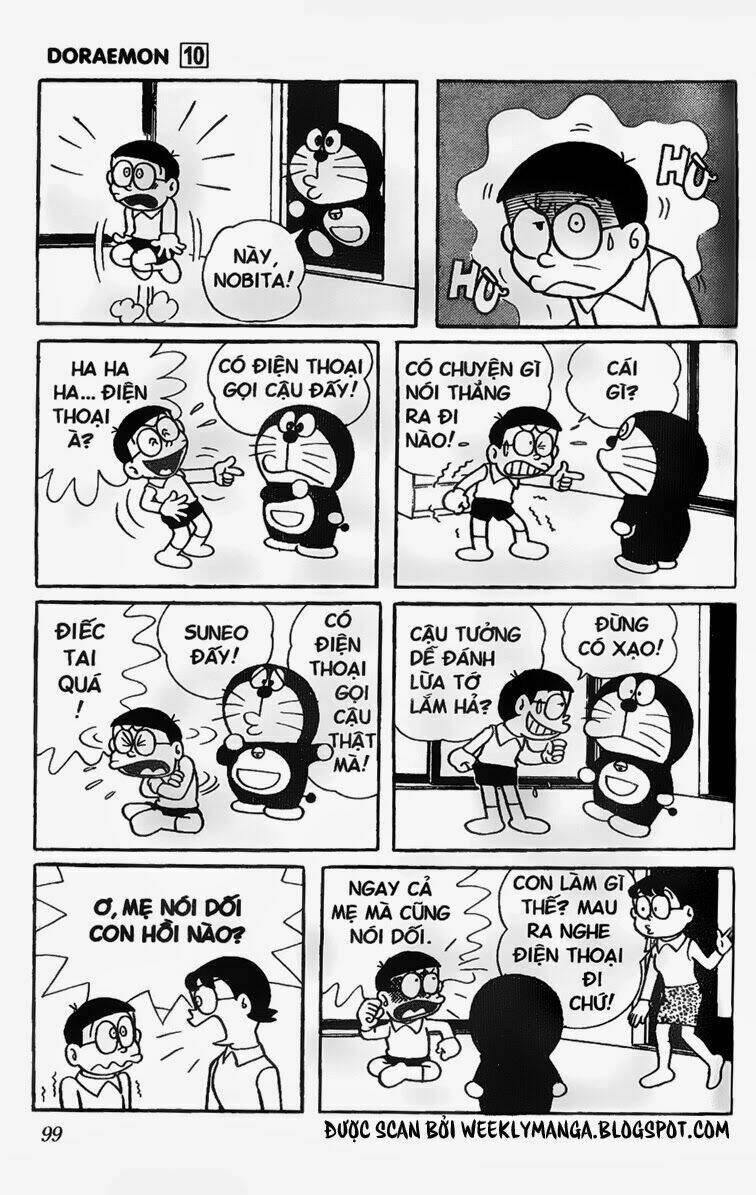 DORAEMON 10
HỪ
HỪ
NÀY,
NOBITA!
CÁI
GÌ?
CÓ CHUYỆN GÌ
NÓI THẲNG
RA ĐI
NÀO!
CÓ ĐIỆN THOẠI
GỌI CẬU ĐẤY!
HA HA
HA... ĐIỆN
THOẠI
À?
ĐỪNG
CÓ XẠO!
CẬU TƯỞNG
DỄ ĐÁNH
LỪA TỚ
LẮM HẢ?
CÓ
ĐIỆN
THOẠI
GỌI
CẬU
THẬT
MÀ!
SUNEO
ĐẤY!
ĐIẾC
TAI
QUÁ
!
CON LÀM GÌ
THẾ? MAU
RA NGHE
ĐIỆN THOẠI
ĐI
CHỨ!
NGAY CẢ
MẸ MÀ CŨNG
NÓI DỐI.
Ơ, MẸ NÓI DỐI
CON HỒI NÀO?
99
ĐƯỢC SCAN BỞI WEEKLYMANGA.BLOGSPOT.COM